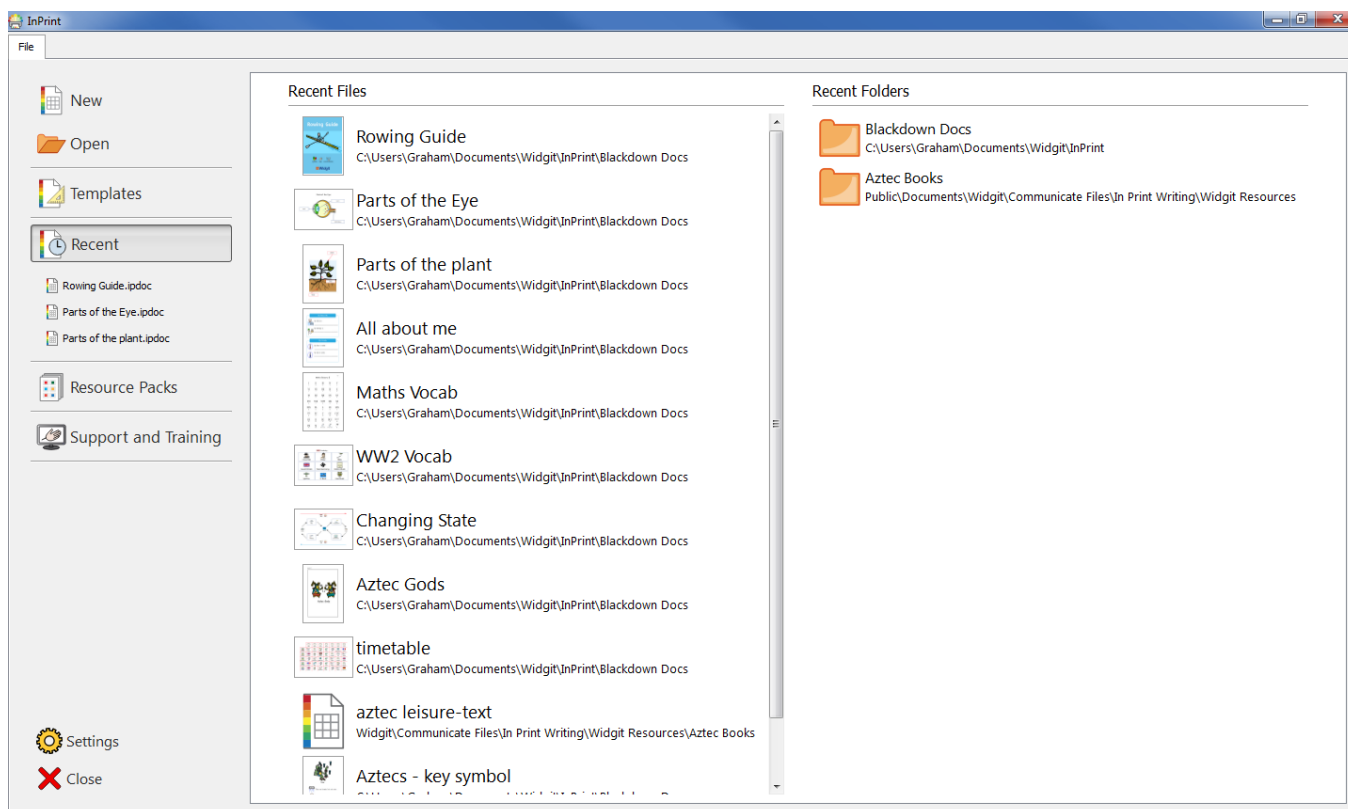 InPrint
File
New
Open
Templates
Recent
Rowing Guide.ipdoc
Parts of the Eye.ipdoc
Parts of the plant.ipdoc
Resource Packs
Support and Training
Settings
Close
Recent Files
Rowing Guide
C:\Users\Graham\Documents\Widgit\InPrint\Blackdown Docs
Parts of the Eye
C:\Users\Graham\Documents\Widgit\InPrint\Blackdown Docs
Parts of the plant
C:\Users\Graham\Documents\Widgit\InPrint\Blackdown Docs
All about me
C:\Users\Graham\Documents\Widgit\InPrint\Blackdown Docs
Maths Vocab
C:\Users\Graham\Documents\Widgit\InPrint\Blackdown Docs
WW2 Vocab
C:\Users\Graham\Documents\Widgit\InPrint\Blackdown Docs
Changing State
C:\Users\Graham\Documents\Widgit\InPrint\Blackdown Docs
Aztec Gods
C:\Users\Graham\Documents\Widgit\InPrint\Blackdown Docs
timetable
C:\Users\Graham\Documents\Widgit\InPrint\Blackdown Docs
aztec leisure-text
Widgit\Communicate Files\In Print Writing\Widgit Resources\Aztec Books
Aztecs - key symbol
Recent Folders
Blackdown Docs
C:\Users\Graham\Documents\Widgit\InPrint
Aztec Books
Public\Documents\Widgit\Communicate Files\In Print Writing\Widgit Resources